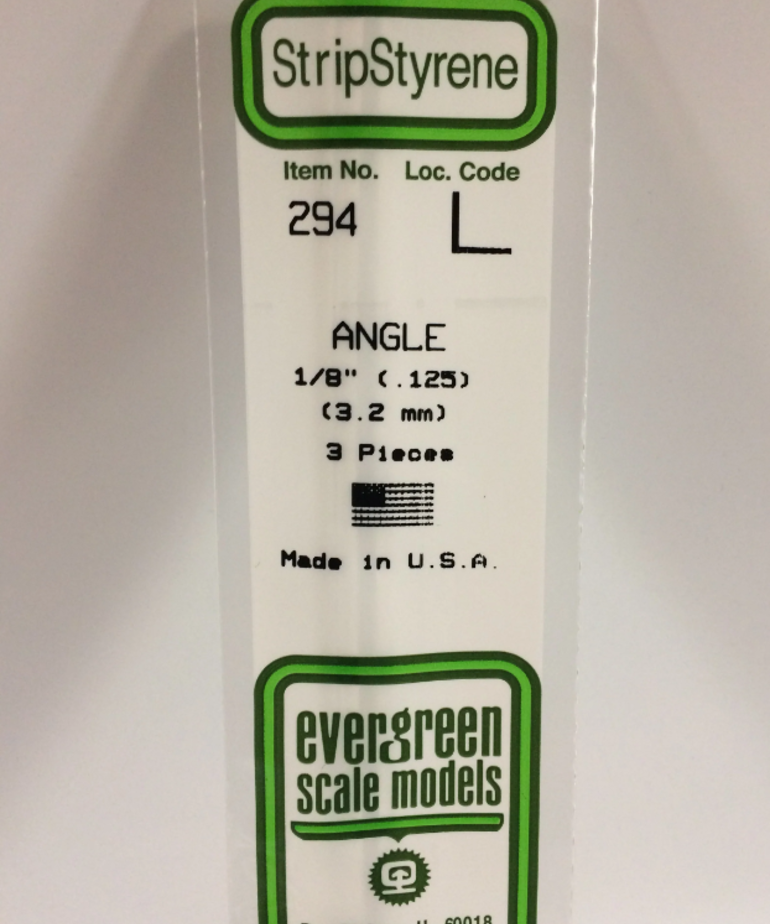 StripStyrene
Item No. Loc. Code
294 L
ANGLE
1/8" (.125)
(3.2 mm)
3 Pieces
Made in U.S.A.
evergreen
scale models
60018